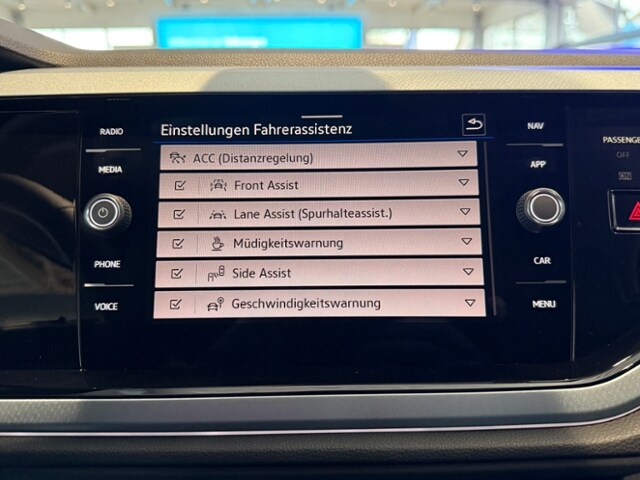 RADIO
MEDIA
PHONE
VOICE
Einstellungen Fahrerassistenz
ACC (Distanzregelung)
Front Assist
Lane Assist (Spurhalteassist.)
Müdigkeitswarnung
Side Assist
Geschwindigkeitswarnung
NAV
APP
CAR
MENU
OFF